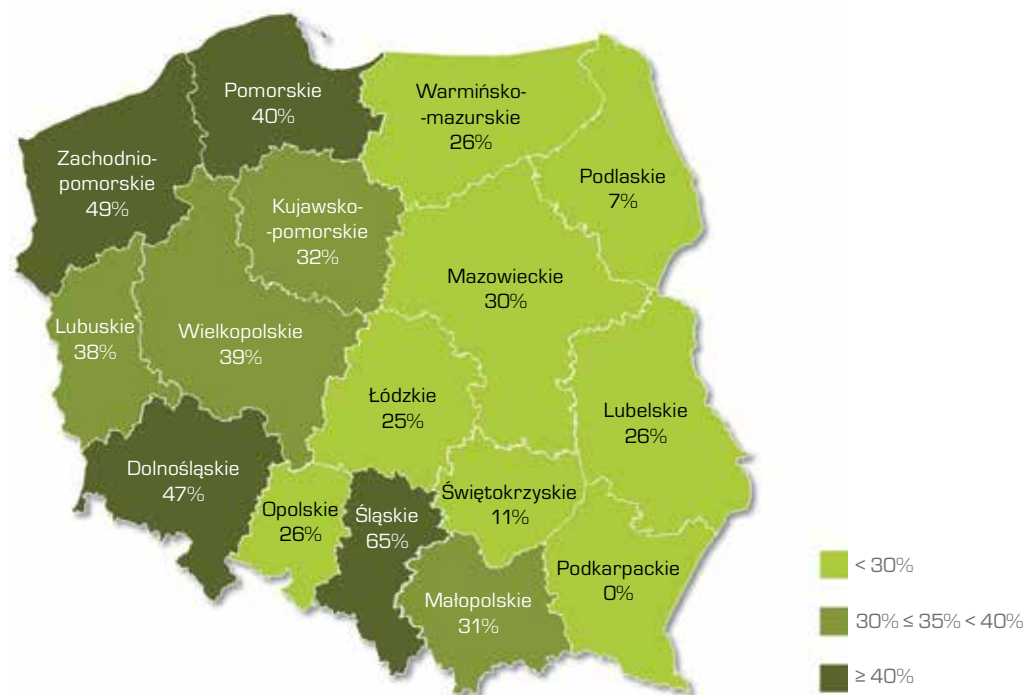 Pomorskie
40%
Warmińsko-
-mazurskie
26%
Zachodnio-
pomorskie
49%
Podlaskie
7%
Kujawsko-
-pomorskie
32%
Mazowieckie
30%
Lubuskie
38%
Wielkopolskie
39%
Łódzkie
25%
Lubelskie
26%
Dolnośląskie
47%
Opolskie
26%
Śląskie
65%
Świętokrzyskie
11%
Małopolskie
31%
Podkarpackie
0%
< 30%
30% ≤ 35% < 40%
≥ 40%